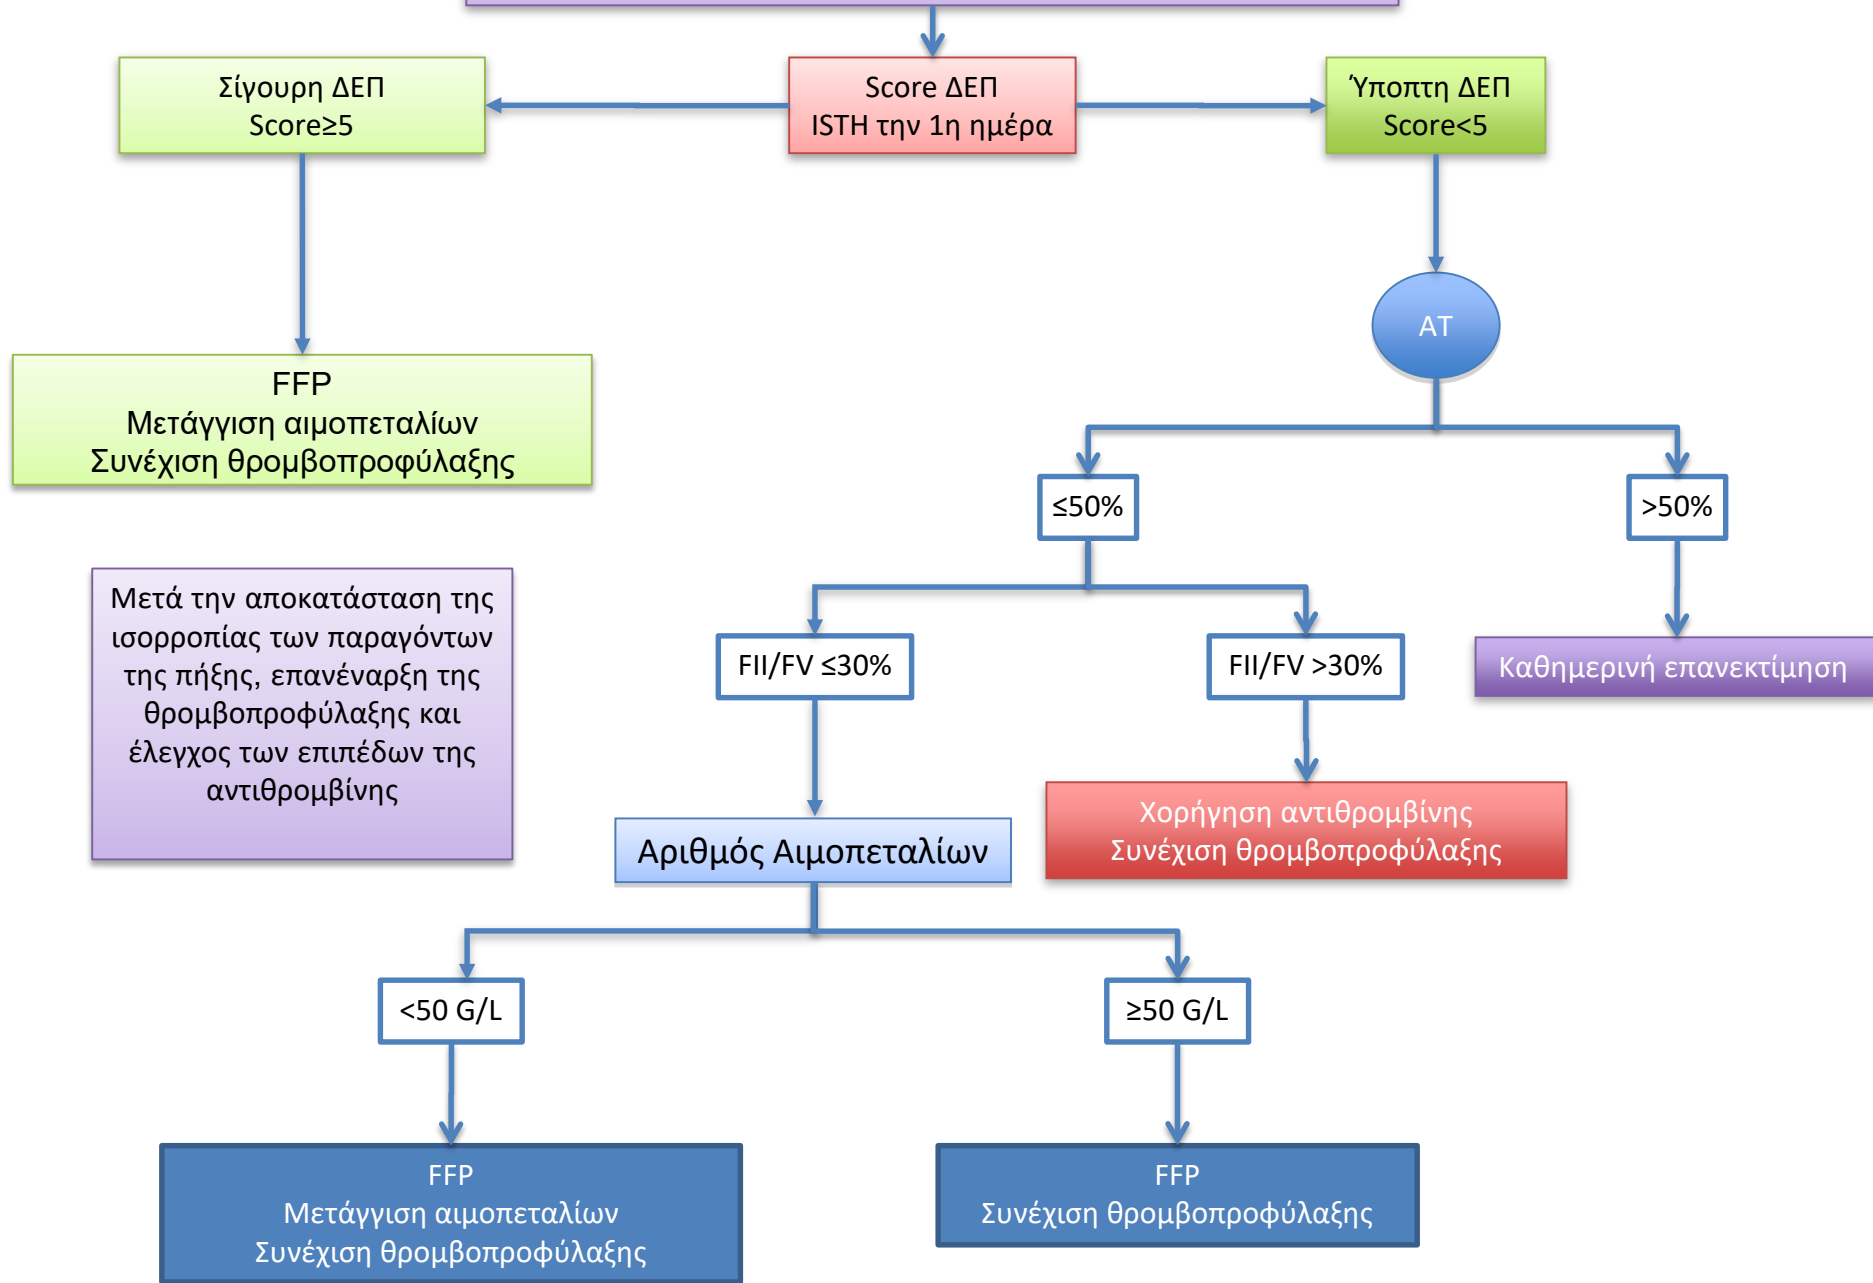 Σίγουρη ΔΕΠ
Score≥5
Score ΔΕΠ
ISTH την 1η ημέρα
Ύποπτη ΔΕΠ
Score<5
AT
FFP
Μετάγγιση αιμοπεταλίων
Συνέχιση θρομβοπροφύλαξης
≤50%
>50%
Μετά την αποκατάσταση της
ισορροπίας των παραγόντων
της πήξης, επανέναρξη της
θρομβοπροφύλαξης και
έλεγχος των επιπέδων της
αντιθρομβίνης
FII/FV ≤30%
FII/FV >30%
Καθημερινή επανεκτίμηση
Χορήγηση αντιθρομβίνης
Συνέχιση θρομβοπροφύλαξης
Αριθμός Αιμοπεταλίων
<50 G/L
≥50 G/L
FFP
Μετάγγιση αιμοπεταλίων
Συνέχιση θρομβοπροφύλαξης
FFP
Συνέχιση θρομβοπροφύλαξης